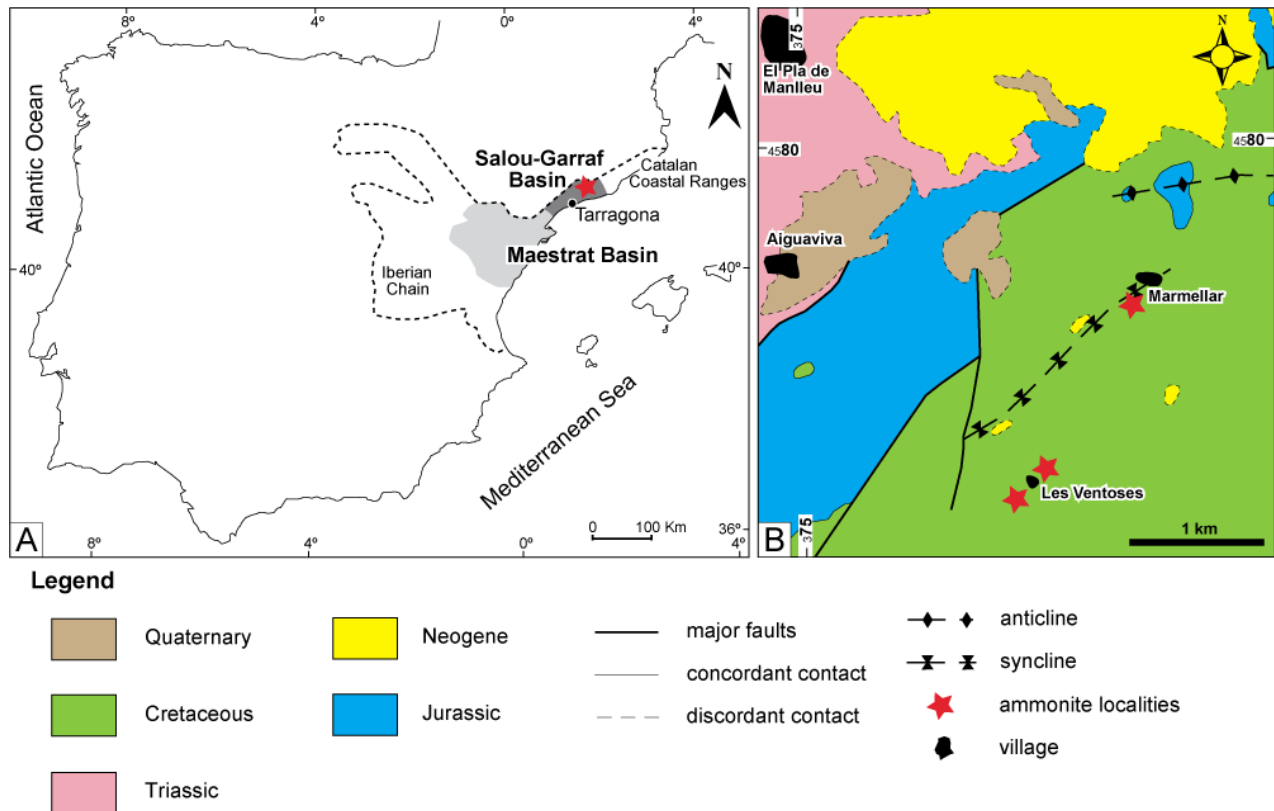 8° 4° 0° 4°
Atlantic Ocean
N
Salou-Garraf
Basin
Catalan
Coastal Ranges
Tarragona
Maestrat Basin
40°
Iberian
Chain
40°
Mediterranean Sea
0 100 Km
36°
A
8° 4° 0° 4°
375
N
El Pla de
Manlleu
4580
4580
Aiguaviva
Marmellar
Les Ventoses
375
1 km
B
Legend
Quaternary
Cretaceous
Triassic
Neogene
Jurassic
major faults
concordant contact
discordant contact
anticline
syncline
ammonite localities
village